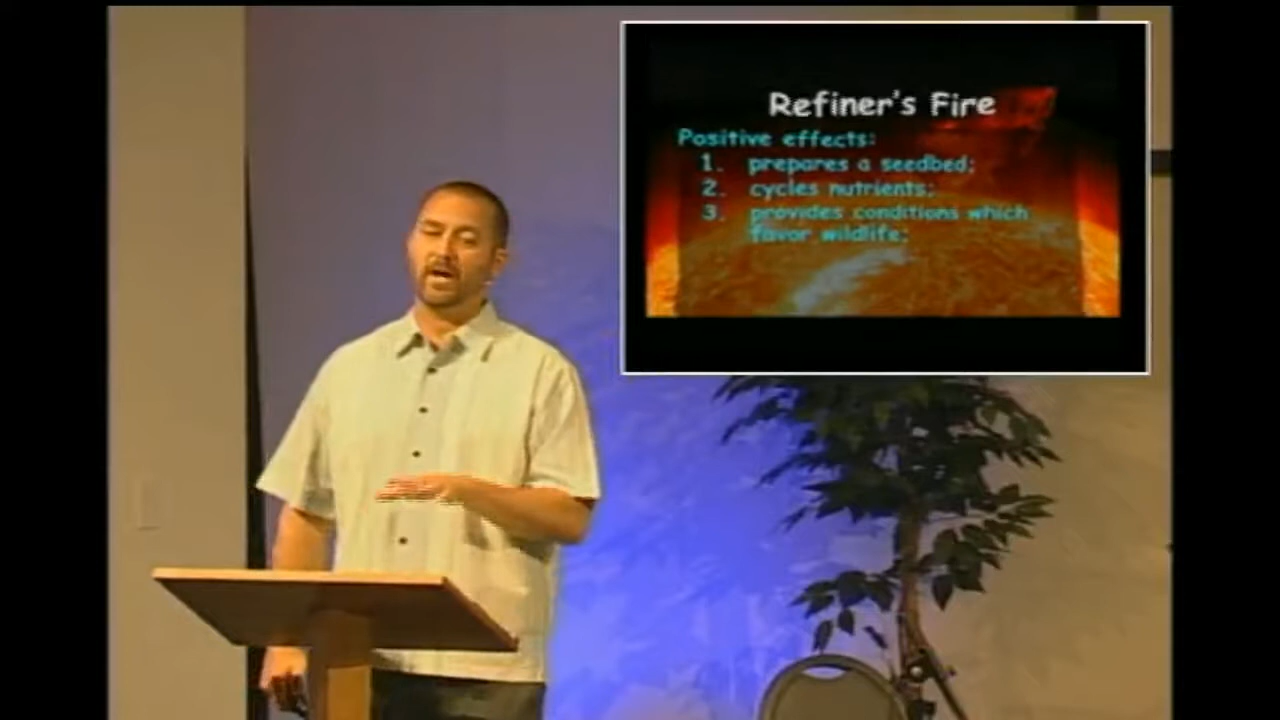 Refiner's Fire
Positive effects:
1. prepares a seedbed;
2. cycles nutrients;
3. provides conditions which
favor wildlife;